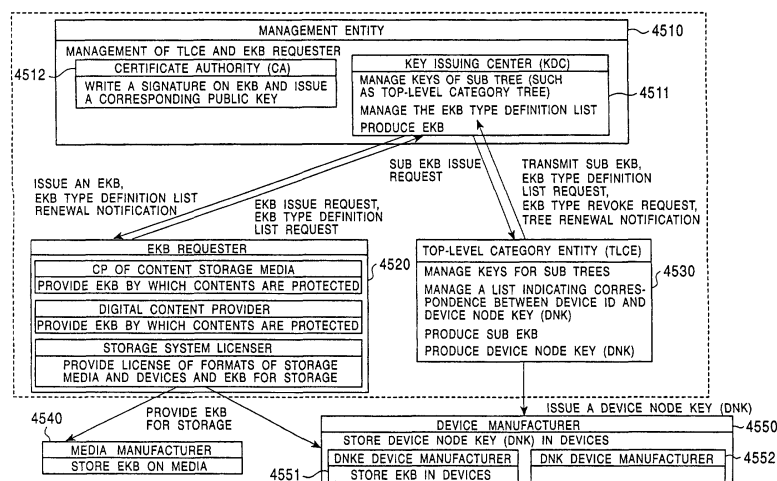 MANAGEMENT ENTITY
4510
MANAGEMENT OF TLCE AND EKB REQUESTER
4512
CERTIFICATE AUTHORITY (CA)
WRITE A SIGNATURE ON EKB AND ISSUE
A CORRESPONDING PUBLIC KEY
KEY ISSUING CENTER (KDC)
MANAGE KEYS OF SUB TREE (SUCH
AS TOP-LEVEL CATEGORY TREE)
MANAGE THE EKB TYPE DEFINITION LIST
PRODUCE EKB
4511
ISSUE AN EKB,
EKB TYPE DEFINITION LIST
RENEWAL NOTIFICATION
EKB ISSUE REQUEST,
EKB TYPE DEFINITION
LIST REQUEST
SUB EKB ISSUE
REQUEST
TRANSMIT SUB EKB,
EKB TYPE DEFINITION
LIST REQUEST,
EKB TYPE REVOKE REQUEST,
TREE RENEWAL NOTIFICATION
EKB REQUESTER
4520
CP OF CONTENT STORAGE MEDIA
PROVIDE EKB BY WHICH CONTENTS ARE PROTECTED
DIGITAL CONTENT PROVIDER
PROVIDE EKB BY WHICH CONTENTS ARE PROTECTED
STORAGE SYSTEM LICENSER
PROVIDE LICENSE OF FORMATS OF STORAGE
MEDIA AND DEVICES AND EKB FOR STORAGE
TOP-LEVEL CATEGORY ENTITY (TLCE)
4530
MANAGE KEYS FOR SUB TREES
MANAGE A LIST INDICATING CORRES-
PONDENCE BETWEEN DEVICE ID AND
DEVICE NODE KEY (DNK)
PRODUCE SUB EKB
PRODUCE DEVICE NODE KEY (DNK)
PROVIDE EKB
FOR STORAGE
ISSUE A DEVICE NODE KEY (DNK)
4540
MEDIA MANUFACTURER
STORE EKB ON MEDIA
DEVICE MANUFACTURER
4550
STORE DEVICE NODE KEY (DNK) IN DEVICES
4551
DNKE DEVICE MANUFACTURER
STORE EKB IN DEVICES
DNK DEVICE MANUFACTURER
4552